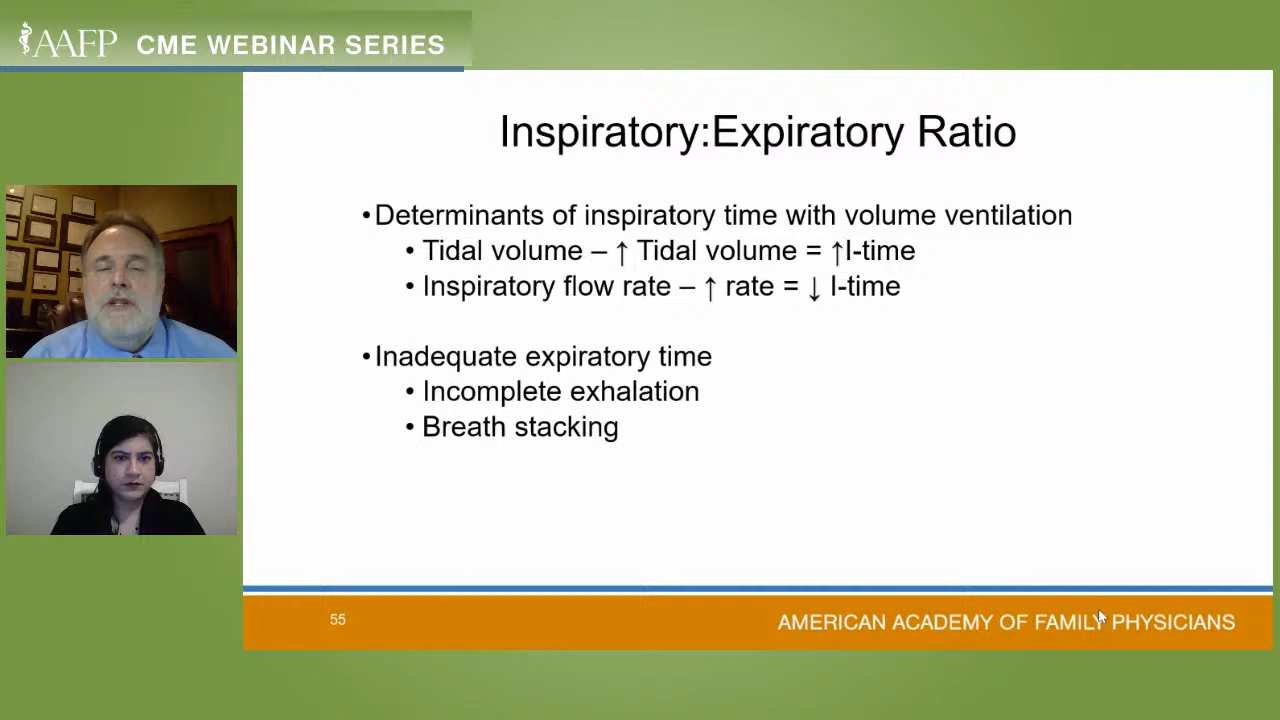 AAFP CME WEBINAR SERIES
Inspiratory:Expiratory Ratio
•Determinants of inspiratory time with volume ventilation
• Tidal volume – ↑ Tidal volume = ↑I-time
• Inspiratory flow rate – ↑ rate = ↓ I-time
•Inadequate expiratory time
• Incomplete exhalation
• Breath stacking
55
AMERICAN ACADEMY OF FAMILY PHYSICIANS